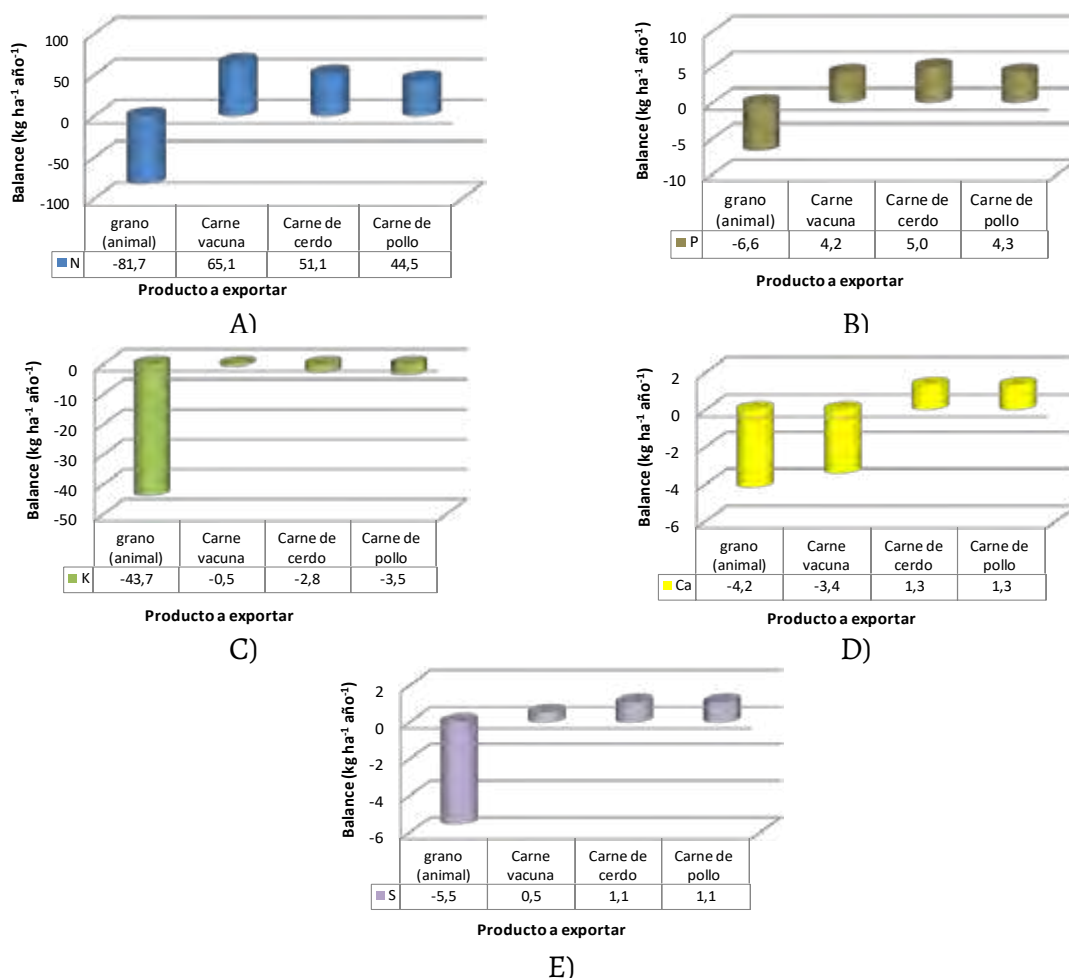 Balance (kg ha⁻¹ año⁻¹)
100
50
0
-50
-100
grano (animal) Carne vacuna Carne de cerdo Carne de pollo
N -81,7 65,1 51,1 44,5
Producto a exportar
A)
Balance (kg ha⁻¹ año⁻¹)
10
5
0
-5
-10
grano (animal) Carne vacuna Carne de cerdo Carne de pollo
P -6,6 4,2 5,0 4,3
Producto a exportar
B)
Balance (kg ha⁻¹ año⁻¹)
0
-10
-20
-30
-40
-50
grano (animal) Carne vacuna Carne de cerdo Carne de pollo
K -43,7 -0,5 -2,8 -3,5
Producto a exportar
C)
Balance (kg ha⁻¹ año⁻¹)
2
0
-2
-4
-6
grano (animal) Carne vacuna Carne de cerdo Carne de pollo
Ca -4,2 -3,4 1,3 1,3
Producto a exportar
D)
Balance (kg ha⁻¹ año⁻¹)
2
0
-2
-4
-6
grano (animal) Carne vacuna Carne de cerdo Carne de pollo
S -5,5 0,5 1,1 1,1
Producto a exportar
E)